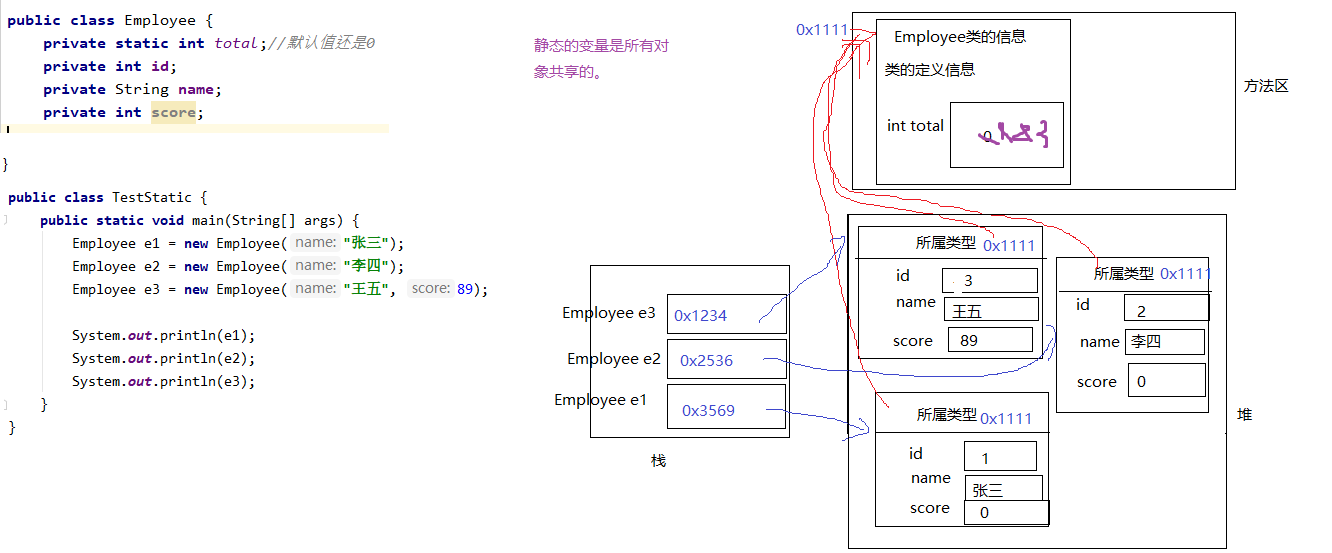 public class Employee {
private static int total;//默认值还是0
private int id;
private String name;
private int score;
}
public class TestStatic {
public static void main(String[] args) {
Employee e1 = new Employee( name: "张三");
Employee e2 = new Employee( name: "李四");
Employee e3 = new Employee( name: "王五", score: 89);
System.out.println(e1);
System.out.println(e2);
System.out.println(e3);
}
}
静态的变量是所有对
象共享的。
0x1111
Employee类的信息
类的定义信息
int total
0
方法区
Employee e3 0x1234
Employee e2 0x2536
Employee e1 0x3569
栈
所属类型 0x1111
id 3
name 王五
score 89
所属类型 0x1111
id 2
name 李四
score 0
所属类型 0x1111
id 1
name 张三
score 0
堆